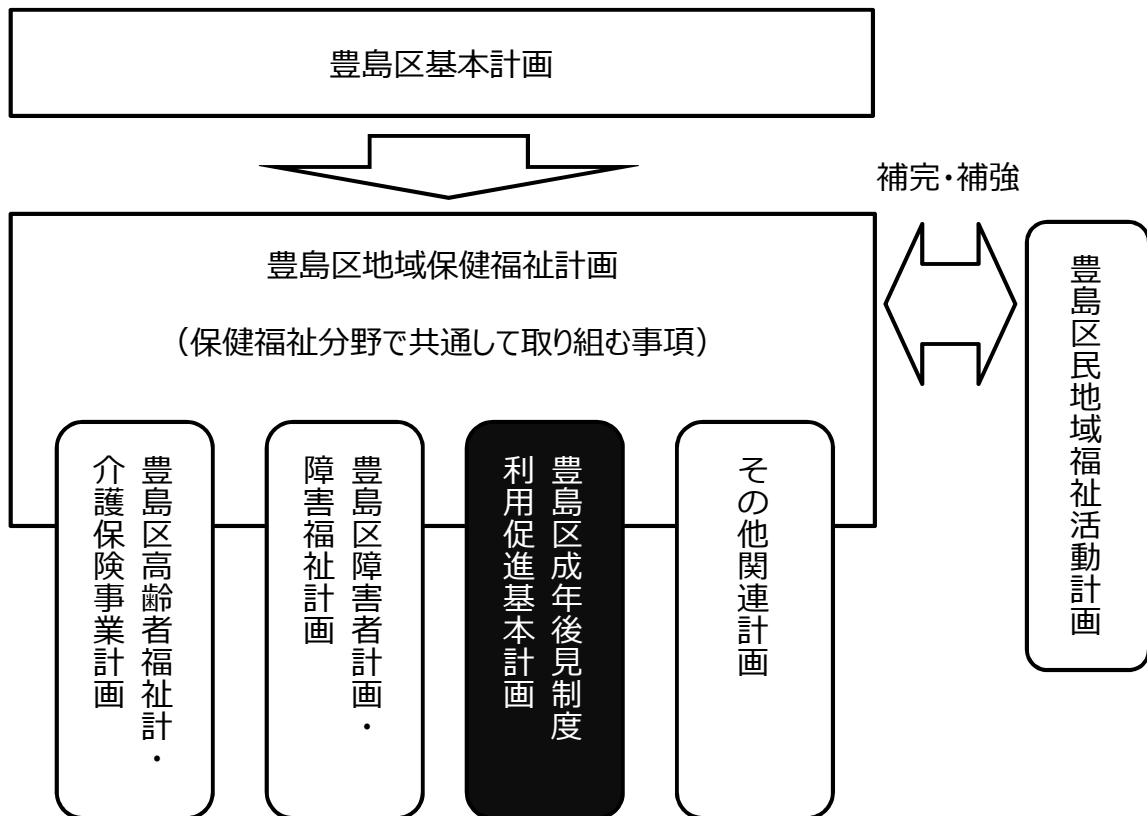 豊島区基本計画
補完・補強
豊島区地域保健福祉計画
（保健福祉分野で共通して取り組む事項）
豊島区高齢者福祉計・
介護保険事業計画
豊島区障害者計画・
障害福祉計画
豊島区成年後見制度
利用促進基本計画
その他関連計画
豊島区民地域福祉活動計画